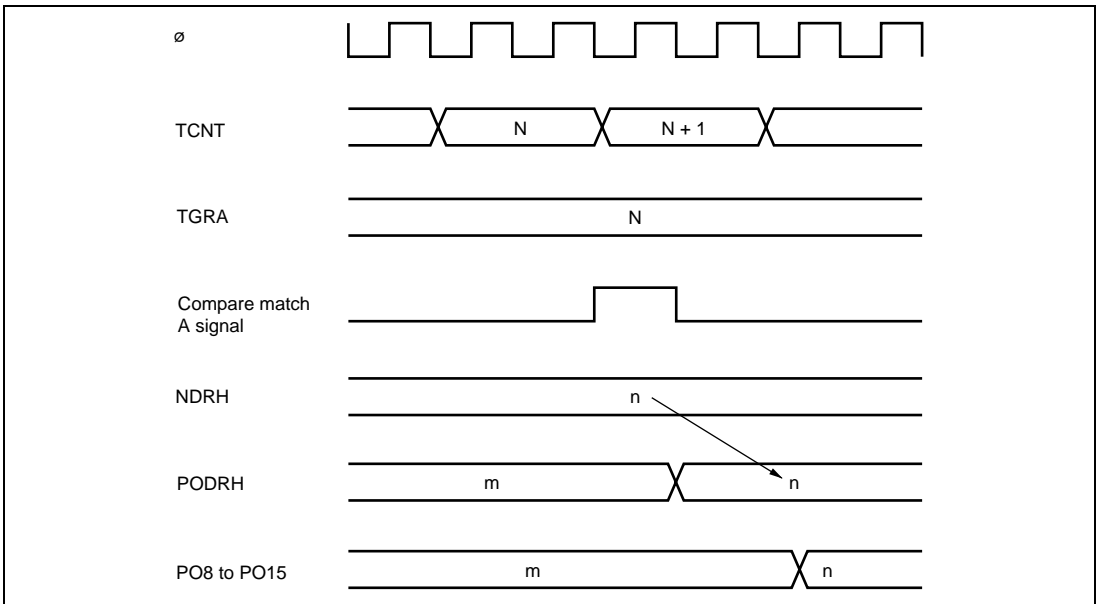 ø
TCNT N N + 1
TGRA N
Compare match
A signal
NDRH n
PODRH m n
PO8 to PO15 m n